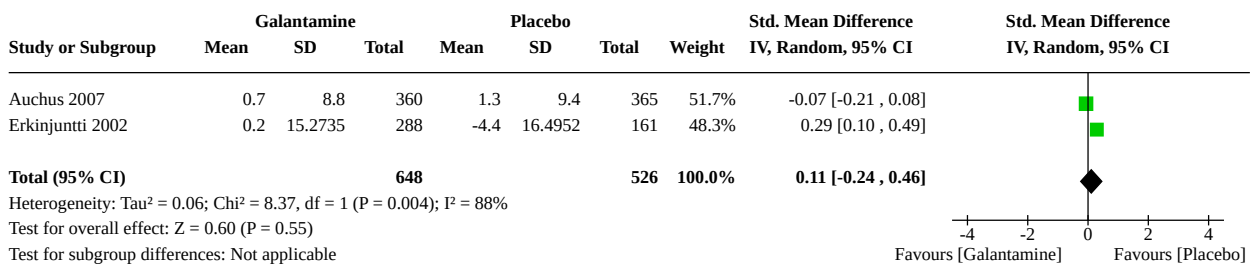 Galantamine Placebo Std. Mean Difference Std. Mean Difference
Study or Subgroup Mean SD Total Mean SD Total Weight IV, Random, 95% CI IV, Random, 95% CI
Auchus 2007 0.7 8.8 360 1.3 9.4 365 51.7% -0.07 [-0.21 , 0.08]
Erkinjuntti 2002 0.2 15.2735 288 -4.4 16.4952 161 48.3% 0.29 [0.10 , 0.49]
Total (95% CI) 648 526 100.0% 0.11 [-0.24 , 0.46]
Heterogeneity: Tau² = 0.06; Chi² = 8.37, df = 1 (P = 0.004); I² = 88%
Test for overall effect: Z = 0.60 (P = 0.55) -4 -2 0 2 4
Test for subgroup differences: Not applicable Favours [Galantamine] Favours [Placebo]